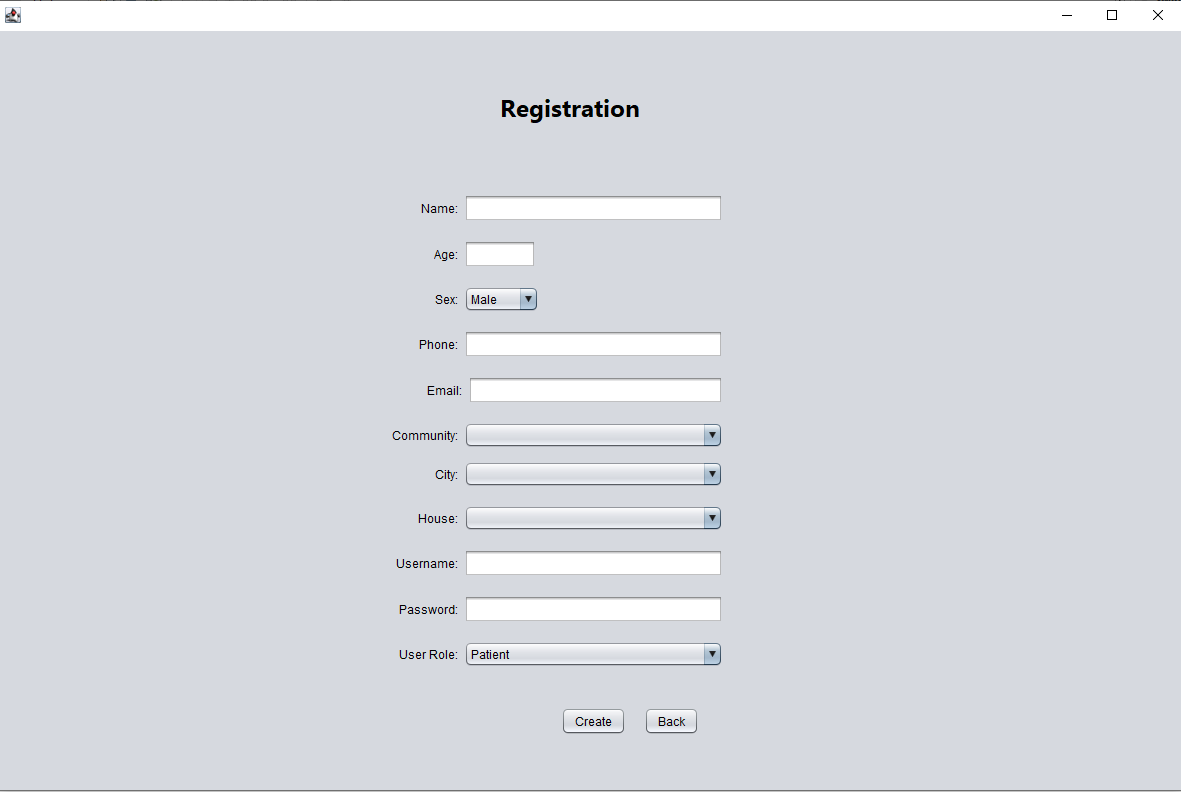 Registration
Name:
Age:
Sex: Male
Phone:
Email:
Community:
City:
House:
Username:
Password:
User Role: Patient
Create Back